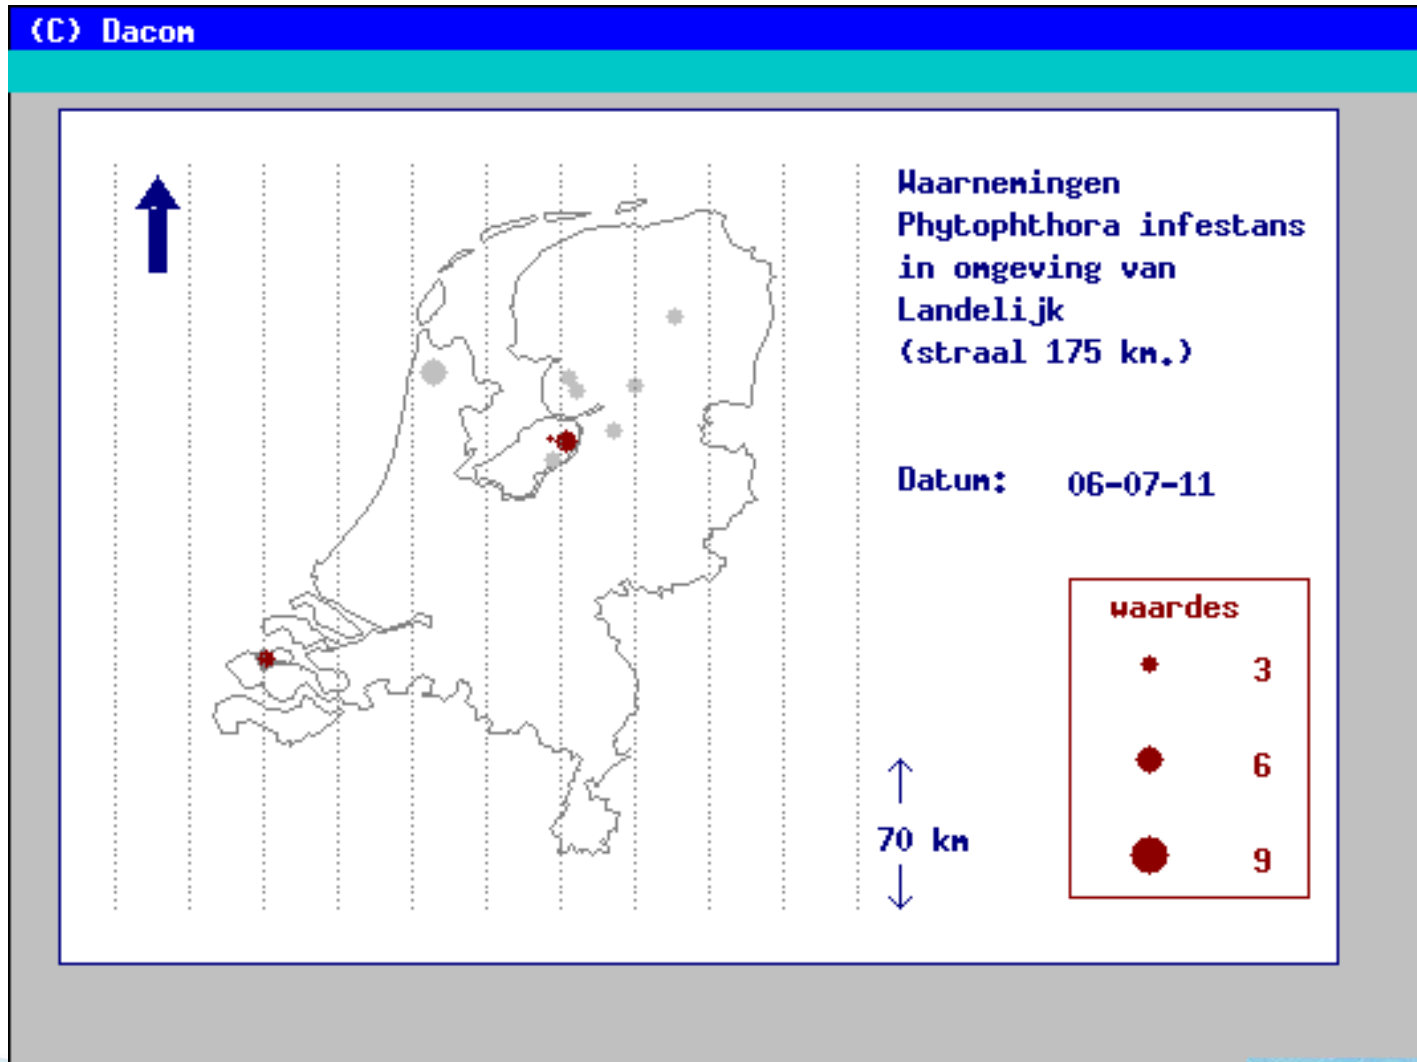 (C) Dacom
Waarnemingen
Phytophthora infestans
in omgeving van
Landelijk
(straal 175 km.)
Datum: 06-07-11
waardes
3
6
9
70 km